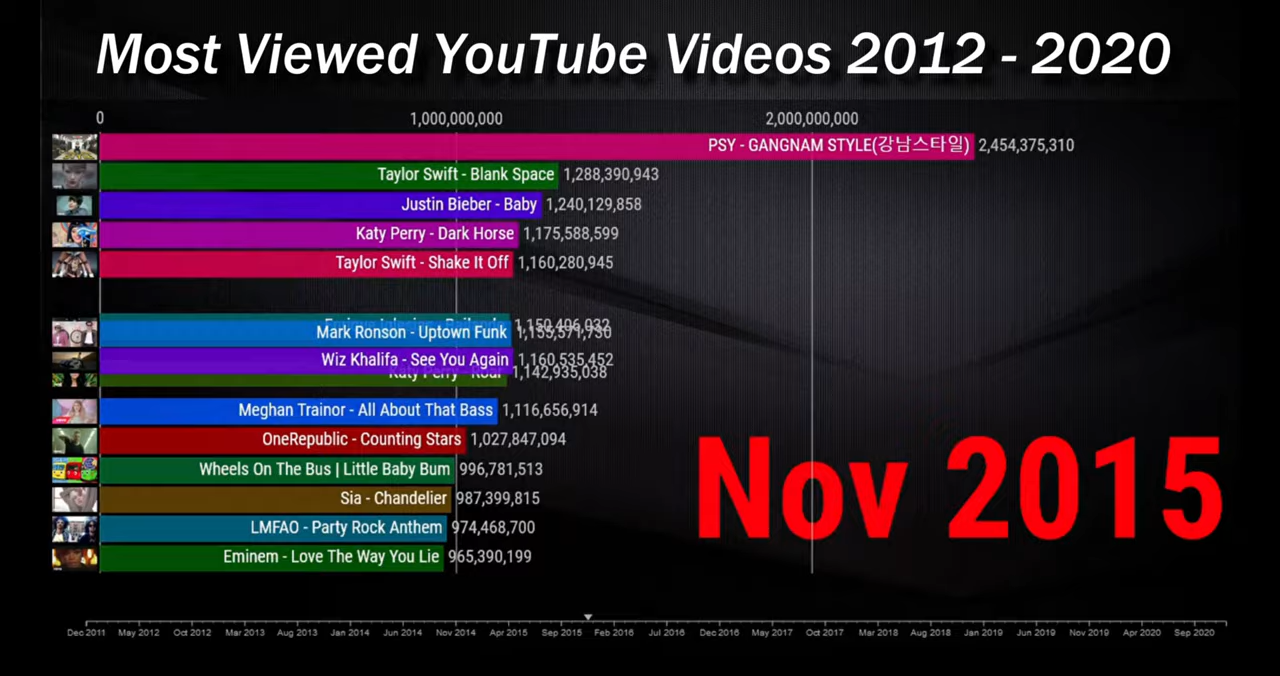 Most Viewed YouTube Videos 2012 - 2020
0 1,000,000,000 2,000,000,000
PSY - GANGNAM STYLE(강남스타일) 2,454,375,310
Taylor Swift - Blank Space 1,288,390,943
Justin Bieber - Baby 1,240,129,858
Katy Perry - Dark Horse 1,175,588,599
Taylor Swift - Shake It Off 1,160,280,945
Mark Ronson - Uptown Funk 1,155,571,730
Wiz Khalifa - See You Again 1,160,535,452
Katy Perry - Roar 1,142,935,038
Meghan Trainor - All About That Bass 1,116,656,914
OneRepublic - Counting Stars 1,027,847,094
Wheels On The Bus | Little Baby Bum 996,781,513
Sia - Chandelier 987,399,815
LMFAO - Party Rock Anthem 974,468,700
Eminem - Love The Way You Lie 965,390,199
Nov 2015
Dec 2011 May 2012 Oct 2012 Mar 2013 Aug 2013 Jan 2014 Jun 2014 Nov 2014 Apr 2015 Sep 2015 Feb 2016 Jul 2016 Dec 2016 May 2017 Oct 2017 Mar 2018 Aug 2018 Jan 2019 Jun 2019 Nov 2019 Apr 2020 Sep 2020